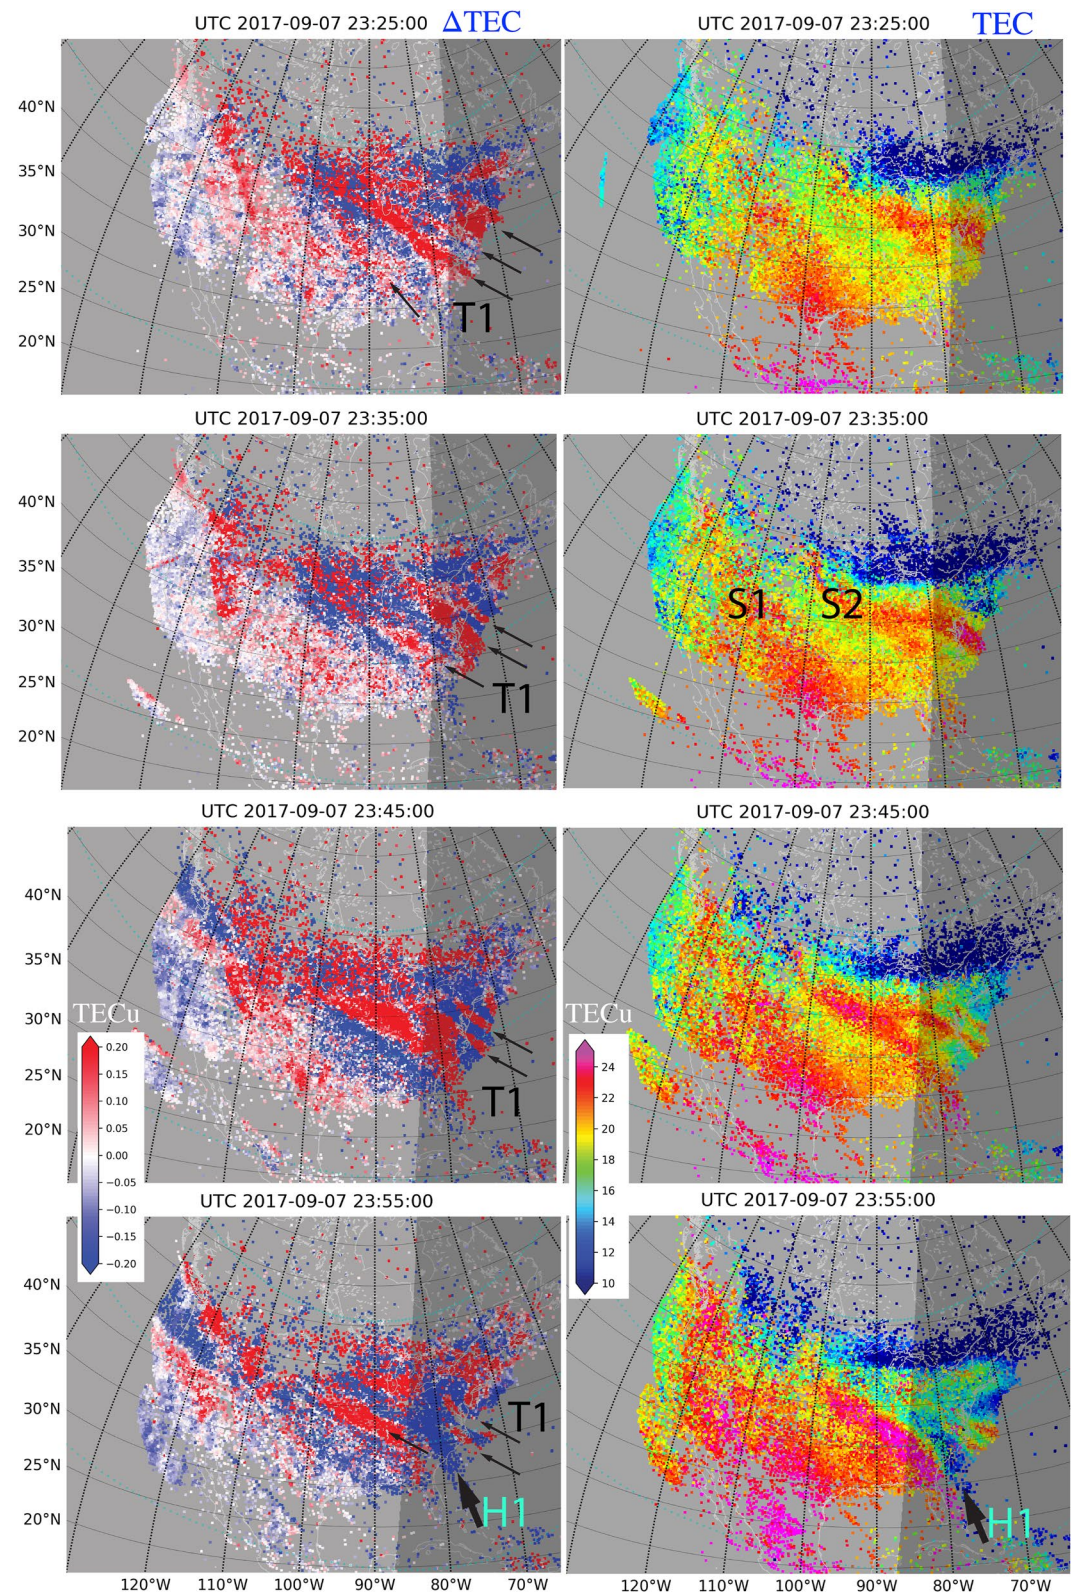 UTC 2017-09-07 23:25:00 ΔTEC
UTC 2017-09-07 23:25:00 TEC
40°N
35°N
30°N
25°N
20°N
T1
UTC 2017-09-07 23:35:00
UTC 2017-09-07 23:35:00
40°N
35°N
30°N
25°N
20°N
T1
S1 S2
UTC 2017-09-07 23:45:00
UTC 2017-09-07 23:45:00
40°N
35°N
30°N
25°N
20°N
TECu
0.20
0.15
0.10
0.05
0.00
−0.05
−0.10
−0.15
−0.20
T1
TECu
24
22
20
18
16
14
12
10
UTC 2017-09-07 23:55:00
UTC 2017-09-07 23:55:00
40°N
35°N
30°N
25°N
20°N
T1
H1
H1
120°W 110°W 100°W 90°W 80°W 70°W
120°W 110°W 100°W 90°W 80°W 70°W